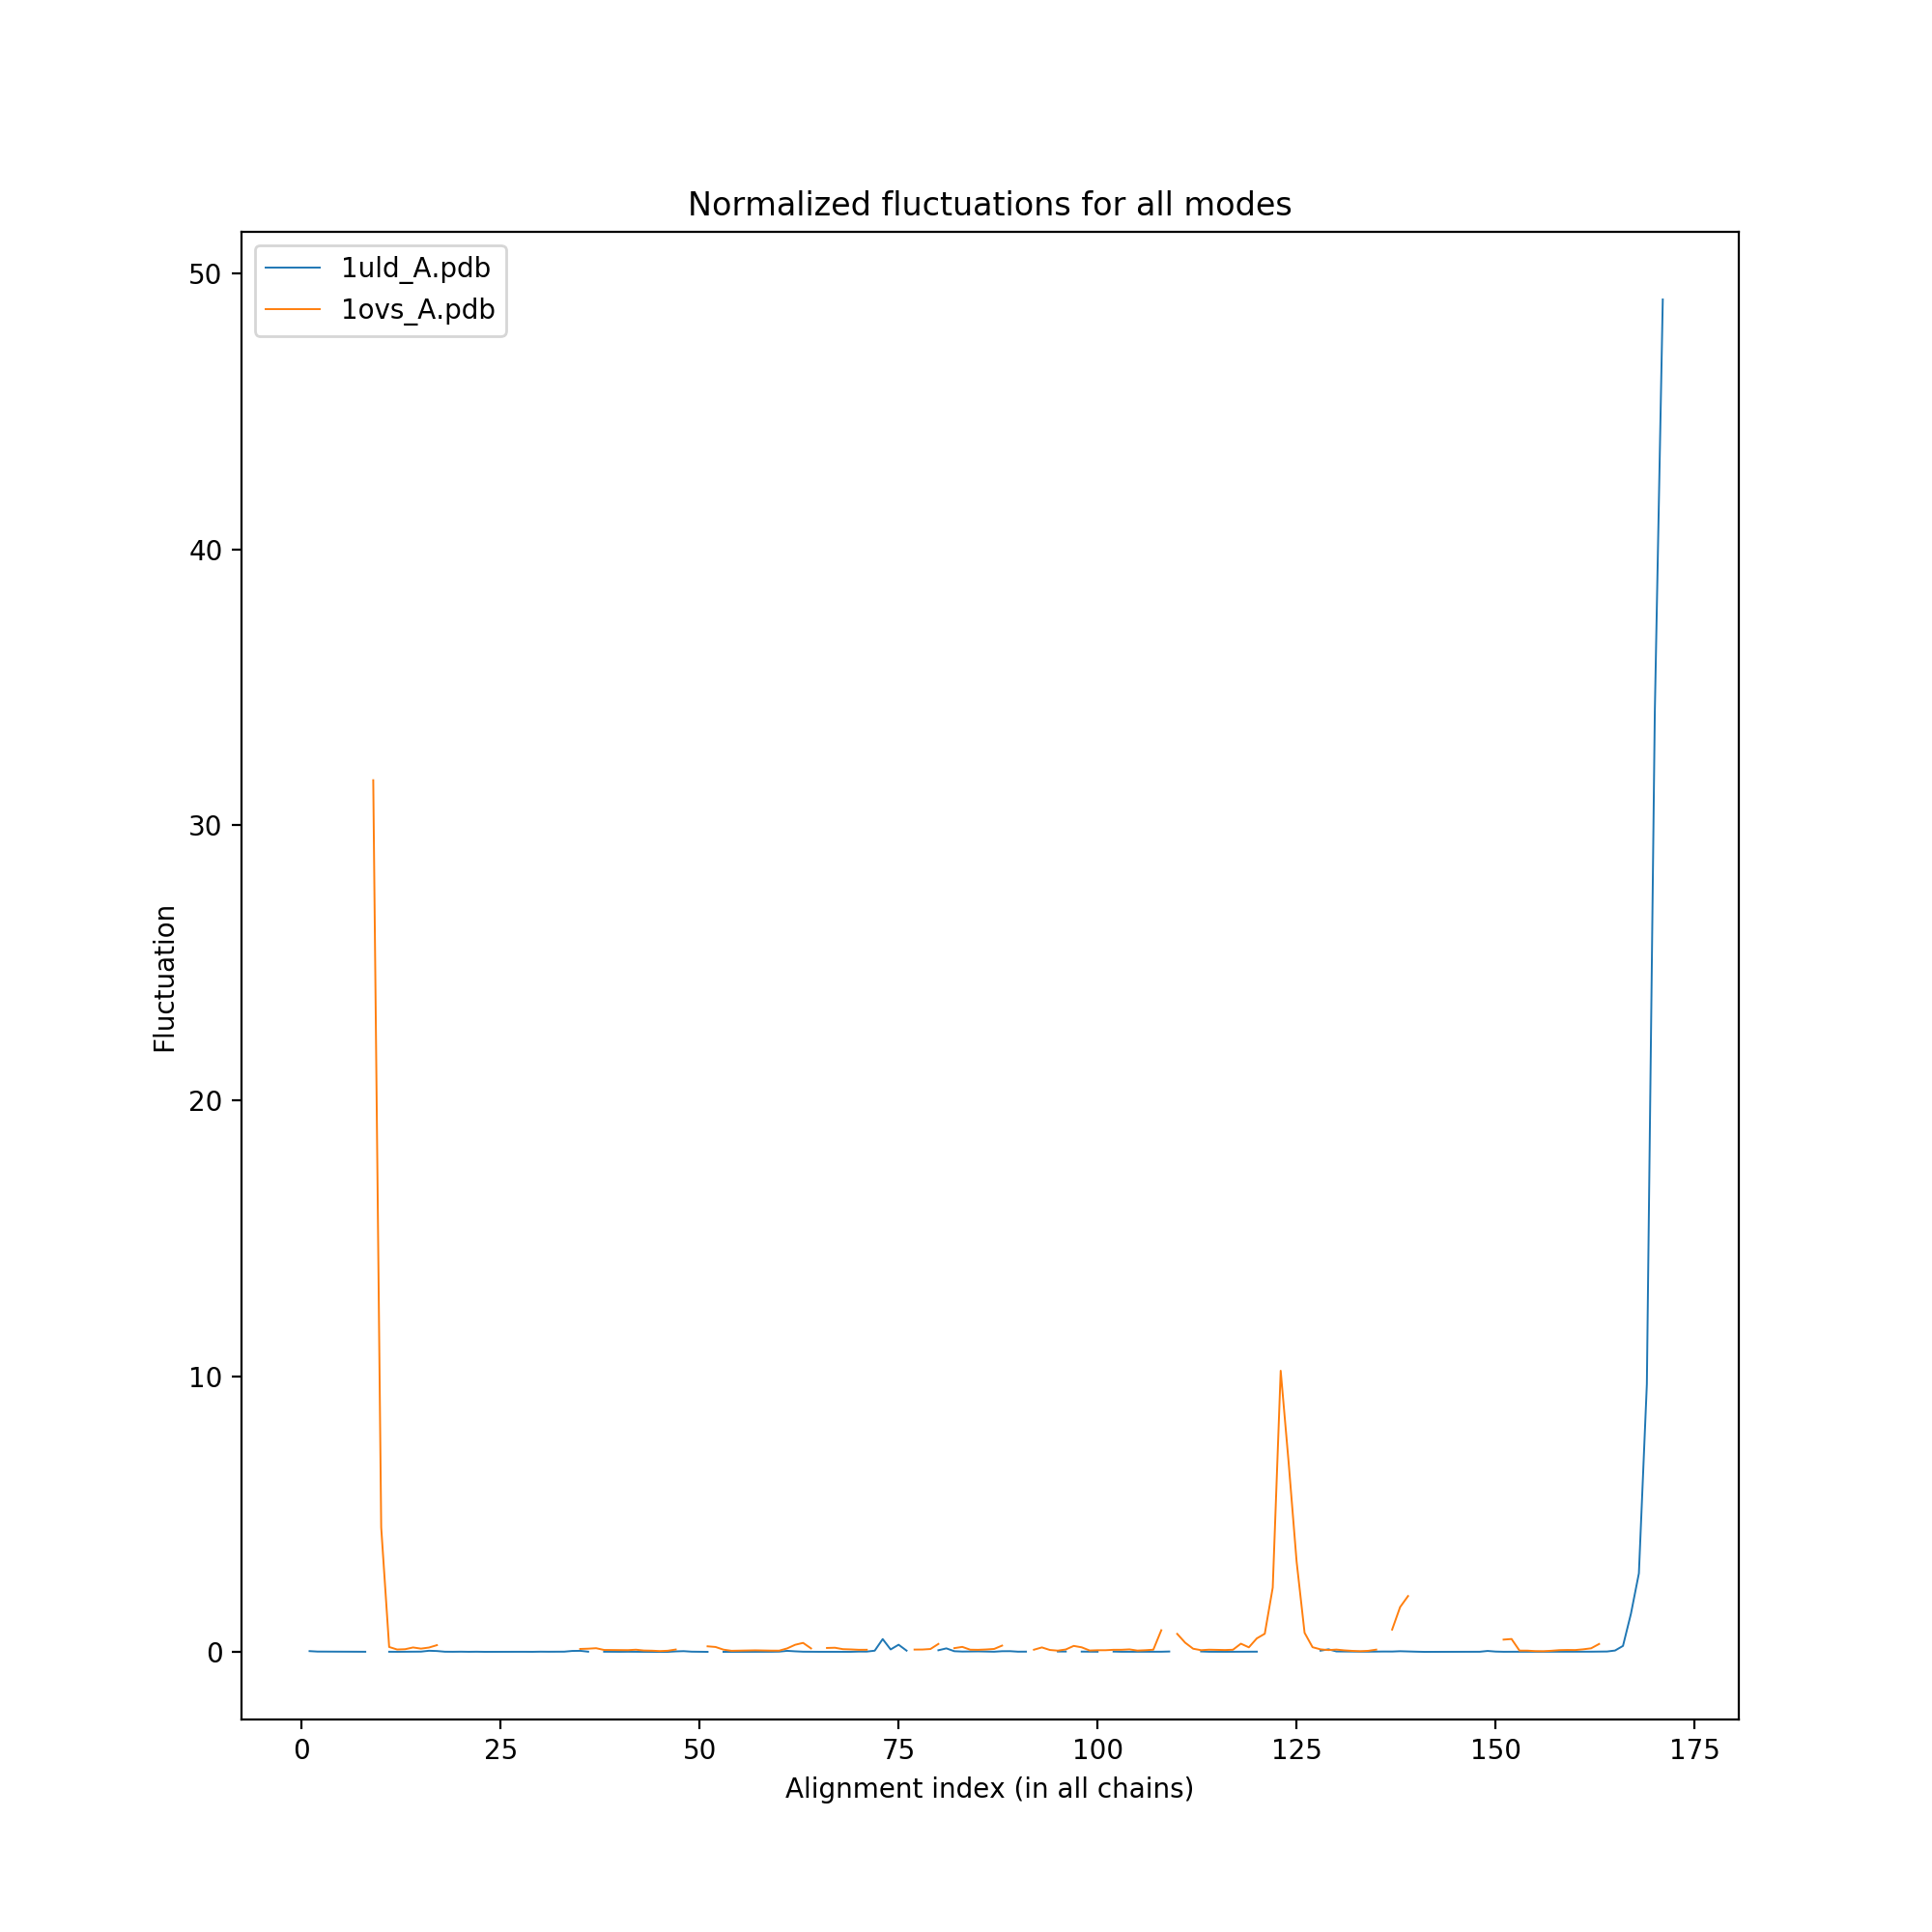 Normalized fluctuations for all modes
1uld_A.pdb
1ovs_A.pdb
50
40
30
20
10
0
Fluctuation
0 25 50 75 100 125 150 175
Alignment index (in all chains)